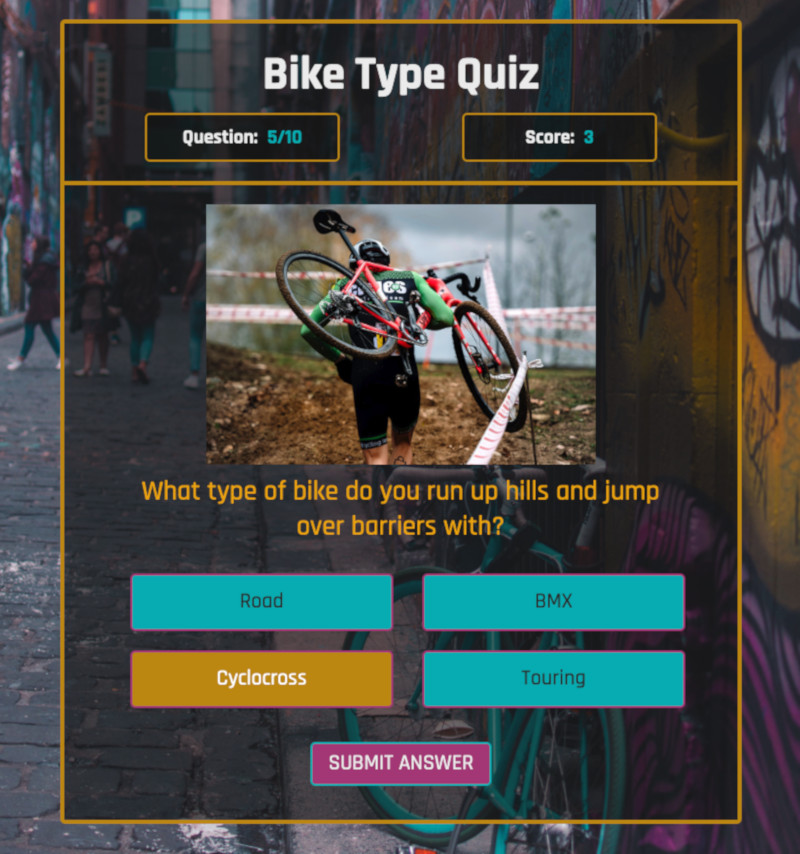 Bike Type Quiz
Question: 5/10
Score: 3
What type of bike do you run up hills and jump
over barriers with?
Road
BMX
Cyclocross
Touring
SUBMIT ANSWER